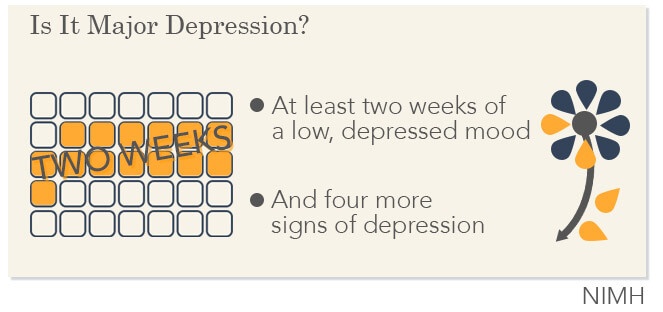 Is It Major Depression?
TWO WEEKS
At least two weeks of
a low, depressed mood
And four more
signs of depression
NIMH